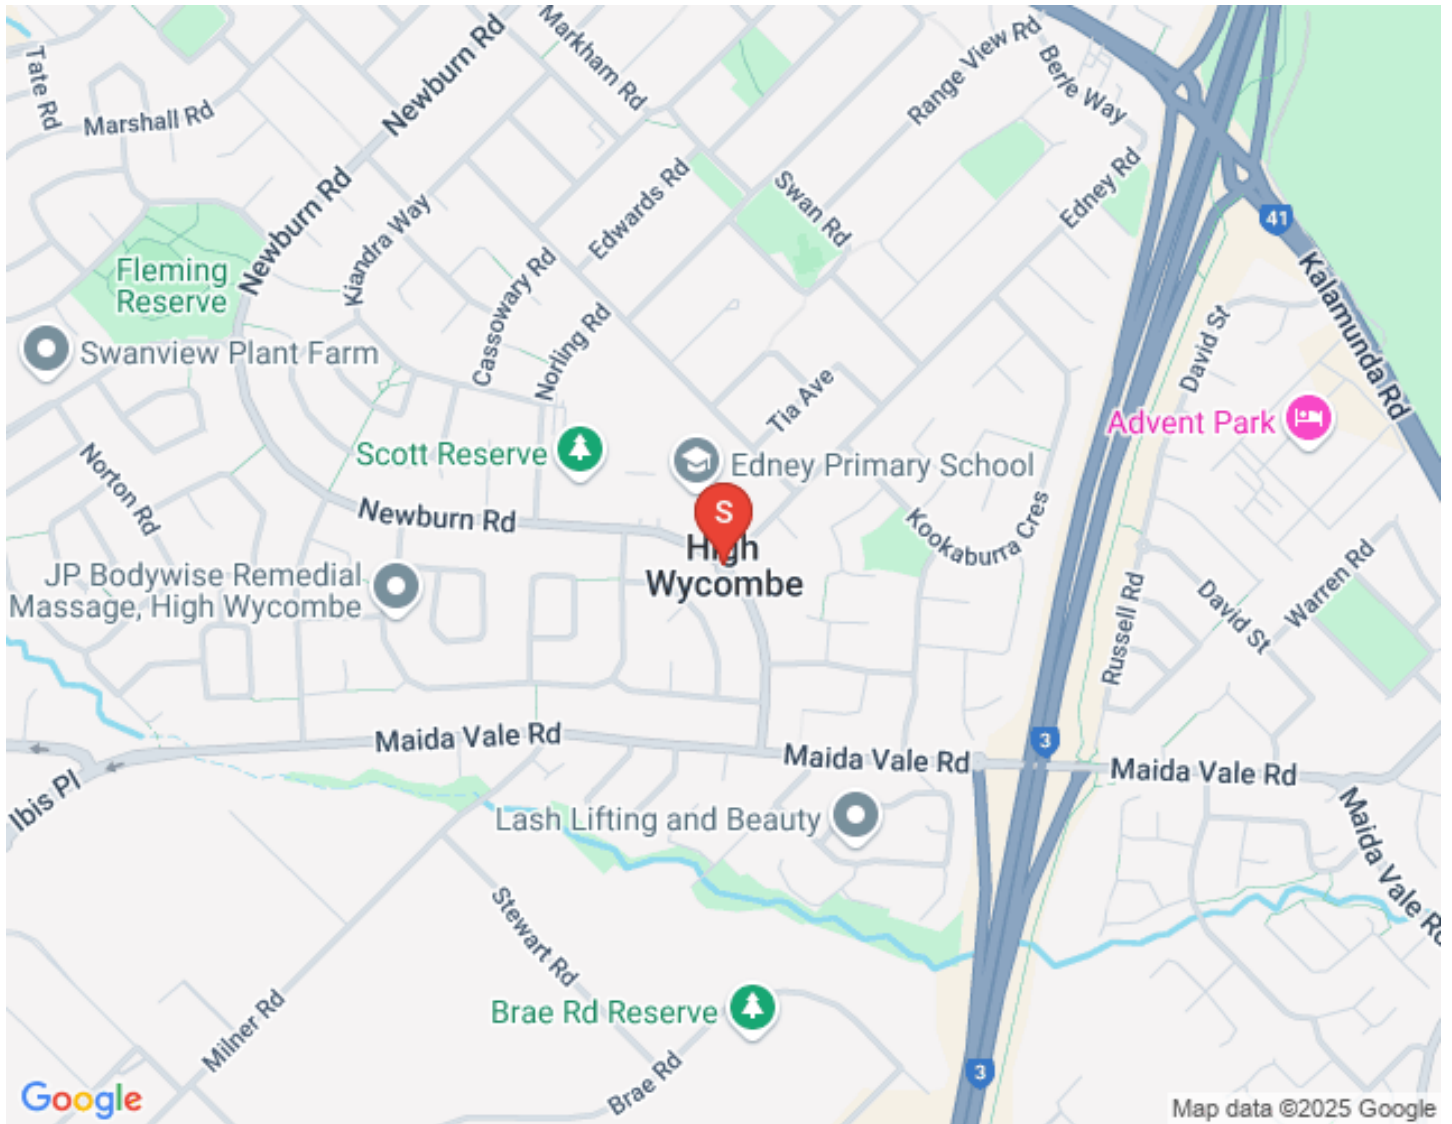 Tate Rd
Marshall Rd
Newburn Rd
Markham Rd
Range View Rd
Berle Way
Edney Rd
Swan Rd
Edwards Rd
Newburn Rd
Kiandra Way
41
Kalamunda Rd
Fleming
Reserve
Cassowary Rd
Norling Rd
David St
Swanview Plant Farm
Tia Ave
Advent Park
Scott Reserve
Edney Primary School
Norton Rd
Newburn Rd
S
High
Wycombe
Kookaburra Cres
JP Bodywise Remedial
Massage, High Wycombe
Russell Rd
David St
Warren Rd
Maida Vale Rd
Maida Vale Rd
3
Maida Vale Rd
Ibis Pl
Lash Lifting and Beauty
Maida Vale Rd
Stewart Rd
Brae Rd Reserve
Milner Rd
Brae Rd
3
Google
Map data ©2025 Google